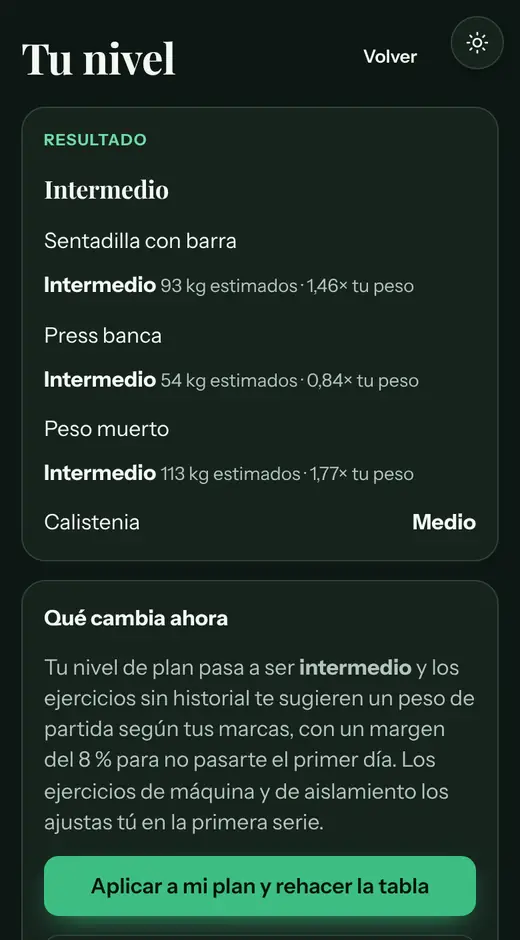 Tu nivel
Volver
RESULTADO
Intermedio
Sentadilla con barra
Intermedio 93 kg estimados · 1,46× tu peso
Press banca
Intermedio 54 kg estimados · 0,84× tu peso
Peso muerto
Intermedio 113 kg estimados · 1,77× tu peso
Calistenia Medio
Qué cambia ahora
Tu nivel de plan pasa a ser intermedio y los
ejercicios sin historial te sugieren un peso de
partida según tus marcas, con un margen
del 8 % para no pasarte el primer día. Los
ejercicios de máquina y de aislamiento los
ajustas tú en la primera serie.
Aplicar a mi plan y rehacer la tabla